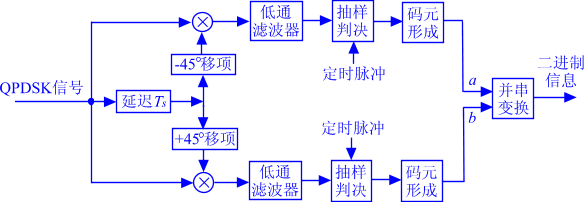 低通
滤波器
抽样
判决
码元
形成
-45°移项
定时脉冲
a
二进制
信息
QPDSK信号
延迟Ts
并串
变换
b
+45°移项
定时脉冲
低通
滤波器
抽样
判决
码元
形成